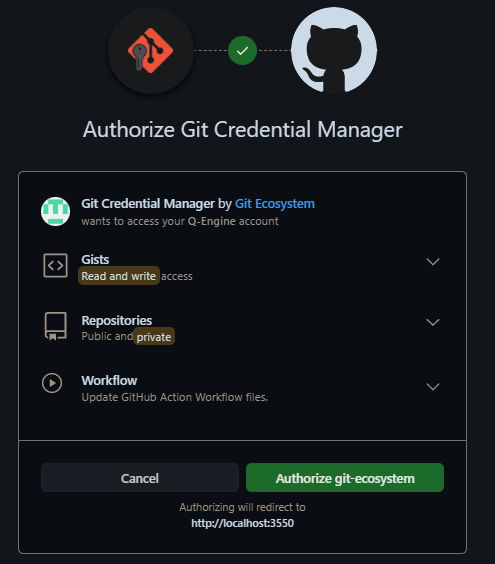 Authorize Git Credential Manager
Git Credential Manager by Git Ecosystem
wants to access your Q-Engine account
Gists
Read and write access
Repositories
Public and private
Workflow
Update GitHub Action Workflow files.
Cancel
Authorize git-ecosystem
Authorizing will redirect to
http://localhost:3550